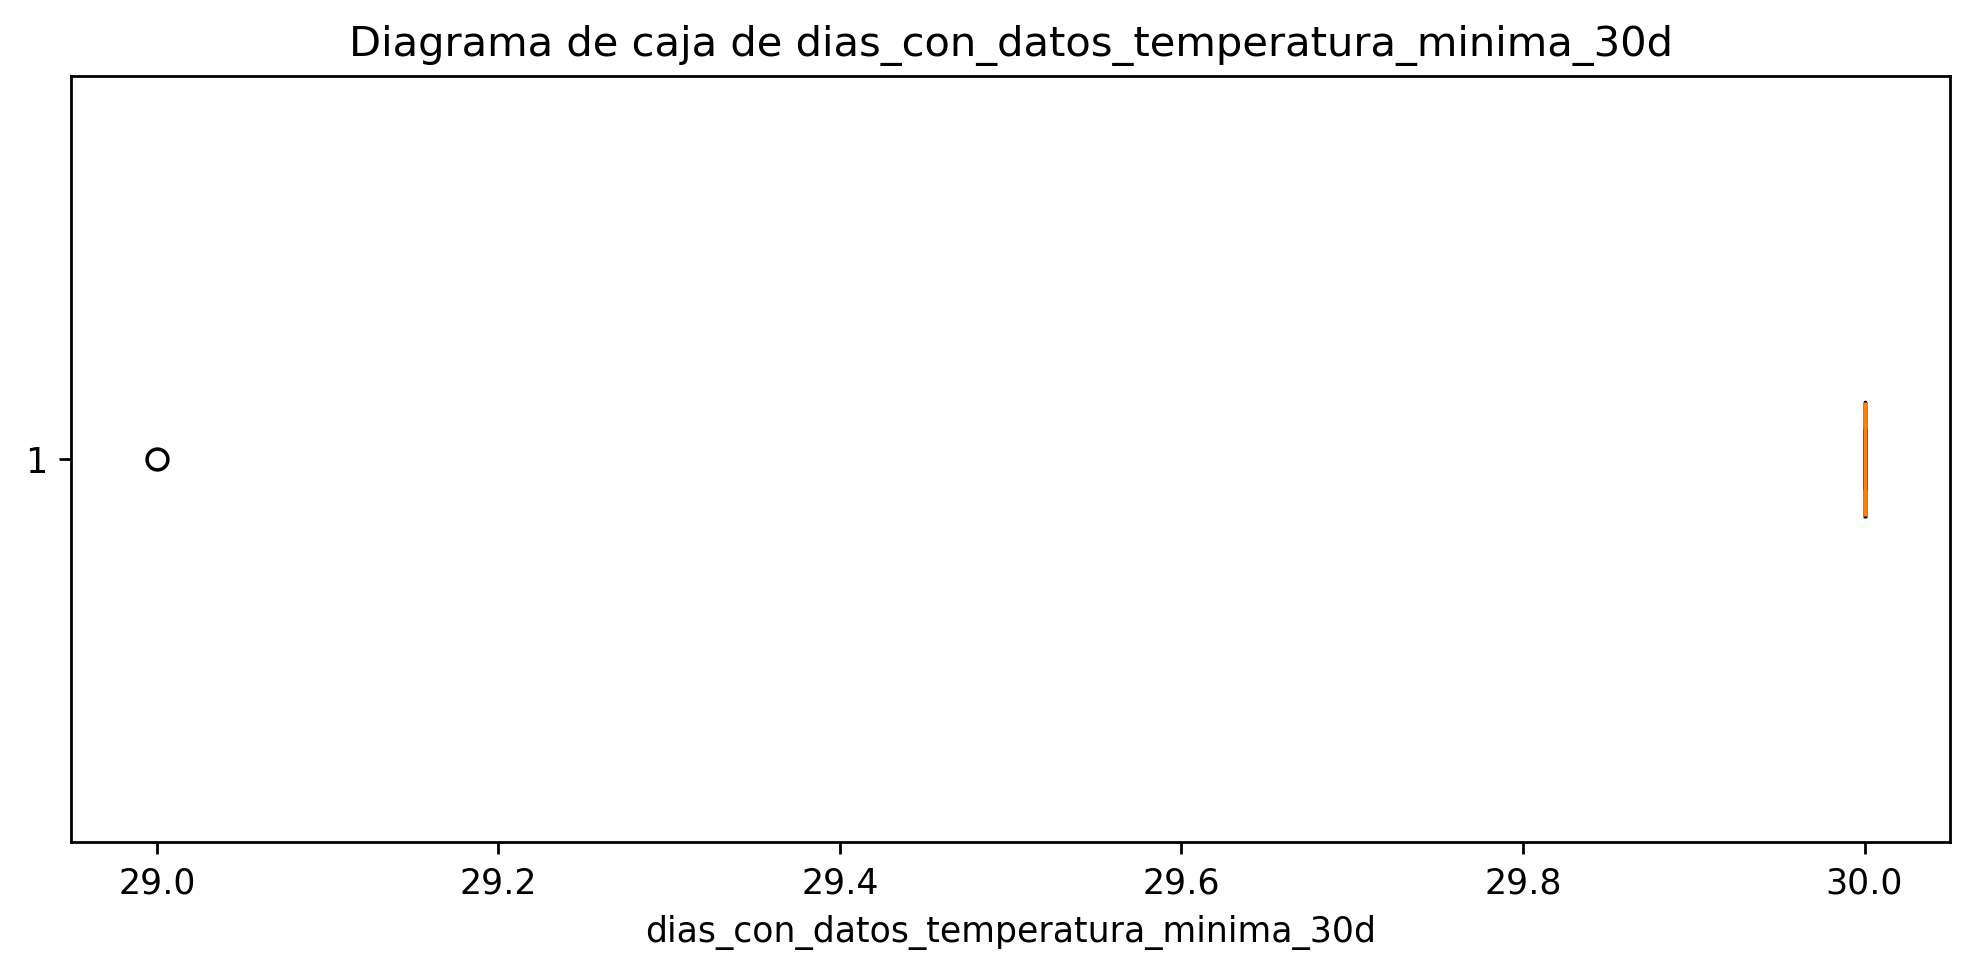 Diagrama de caja de dias_con_datos_temperatura_minima_30d
1
29.0 29.2 29.4 29.6 29.8 30.0
dias_con_datos_temperatura_minima_30d